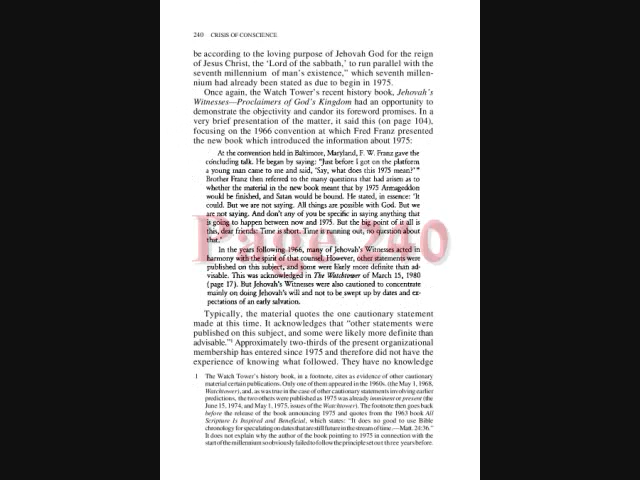 240 CRISIS OF CONSCIENCE
be according to the loving purpose of Jehovah God for the reign
of Jesus Christ, the ‘Lord of the sabbath,’ to run parallel with the
seventh millennium of man’s existence,” which seventh millen-
nium had already been stated as due to begin in 1975.
Once again, the Watch Tower’s recent history book, Jehovah’s
Witnesses—Proclaimers of God’s Kingdom had an opportunity to
demonstrate the objectivity and candor its foreword promises. In a
very brief presentation of the matter, it said this (on page 104),
focusing on the 1966 convention at which Fred Franz presented
the new book which introduced the information about 1975:
At the convention held in Baltimore, Maryland, F. W. Franz gave the
concluding talk. He began by saying: “Just before I got on the platform
a young man came to me and said, ‘Say, what does this 1975 mean?’”
Brother Franz then referred to the many questions that had arisen as to
whether the material in the new book meant that by 1975 Armageddon
would be finished, and Satan would be bound. He stated, in essence: ‘It
could. But we are not saying. All things are possible with God. But we
are not saying. And don’t any of you be specific in saying anything that
is going to happen between now and 1975. But the big point of it all is
this, dear friends: Time is short. Time is running out, no question about
that.’
Page 240
In the years following 1966, many of Jehovah’s Witnesses acted in
harmony with the spirit of that counsel. However, other statements were
published on this subject, and some were likely more definite than ad-
visable. This was acknowledged in The Watchtower of March 15, 1980
(page 17). But Jehovah’s Witnesses were also cautioned to concentrate
mainly on doing Jehovah’s will and not to be swept up by dates and ex-
pectations of an early salvation.
Typically, the material quotes the one cautionary statement
made at this time. It acknowledges that “other statements were
published on this subject, and some were likely more definite than
advisable.”1 Approximately two-thirds of the present organizational
membership has entered since 1975 and therefore did not have the
experience of knowing what followed. They have no knowledge
1 The Watch Tower’s history book, in a footnote, cites as evidence of other cautionary
material certain publications. Only one of them appeared in the 1960s, (the May 1, 1968,
Watchtower), and, as was true in the case of other cautionary statements involving earlier
predictions, the two others were published as 1975 was already imminent or present (the
June 15, 1974, and May 1, 1975, issues of the Watchtower). The footnote then goes back
before the release of the book announcing 1975 and quotes from the 1963 book All
Scripture Is Inspired and Beneficial, which states: “It does no good to use Bible
chronology for speculating on dates that are still future in the stream of time.—Matt. 24:36.”
It does not explain why the author of the book pointing to 1975 in connection with the
start of the millennium so obviously failed to follow the principle set out three years before.